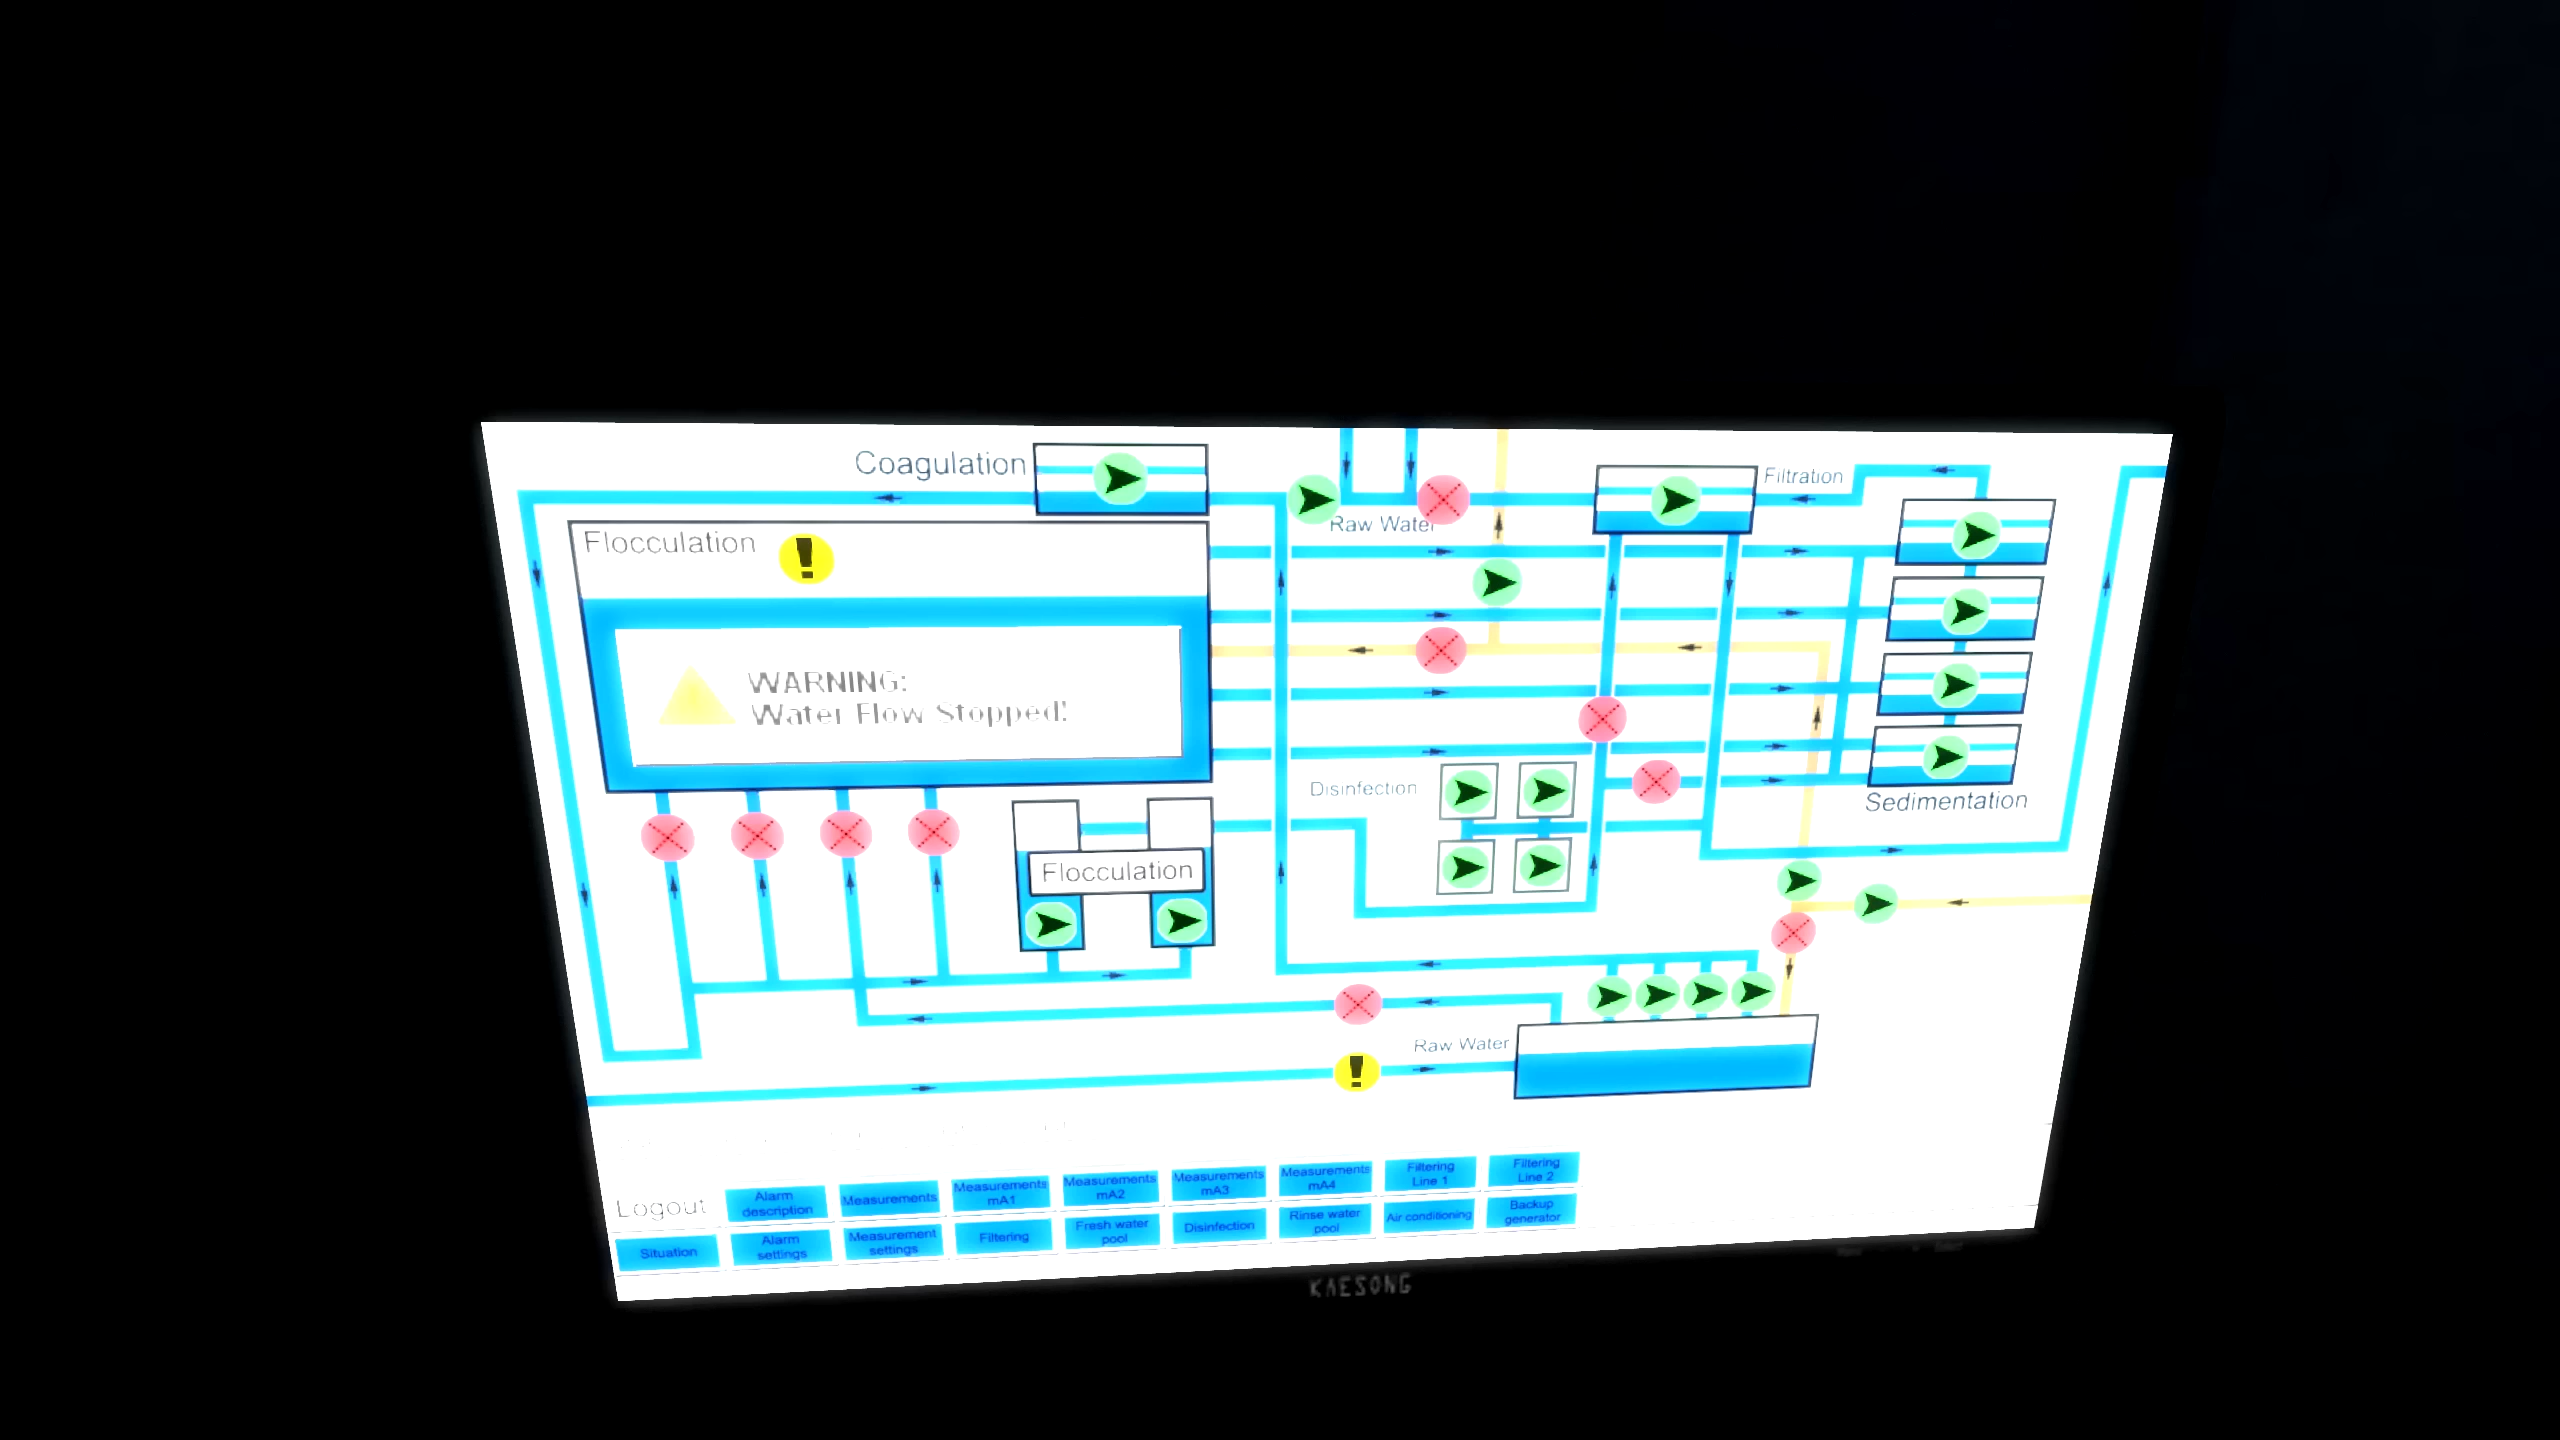 Coagulation
Filtration
Raw Water
Flocculation
!
WARNING:
Water Flow Stopped!
Disinfection
Sedimentation
Flocculation
Raw Water
!
Logout
Alarm
description
Measurements
Measurements
mA1
Measurements
mA2
Measurements
mA3
Measurements
mA4
Filtering
Line 1
Filtering
Line 2
Situation
Alarm
settings
Measurement
settings
Filtering
Fresh water
pool
Disinfection
Rinse water
pool
Air conditioning
Backup
generator
KAESONG